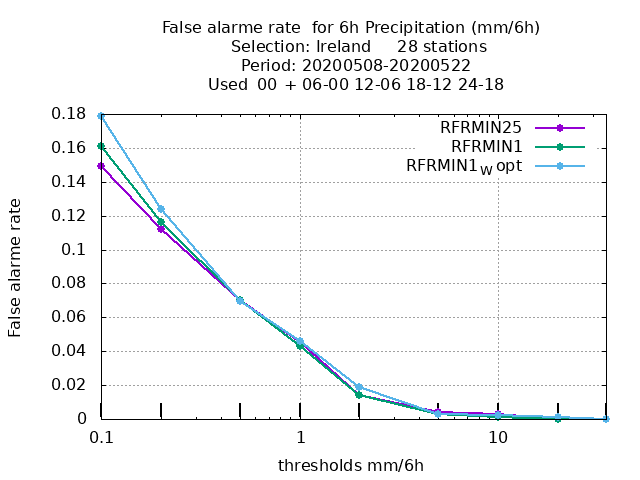 False alarme rate  for 6h Precipitation (mm/6h)
Selection: Ireland     28 stations
Period: 20200508-20200522
Used  00  + 06-00 12-06 18-12 24-18
RFRMIN25
RFRMIN1
RFRMIN1W opt
0.18
0.16
0.14
0.12
0.1
0.08
0.06
0.04
0.02
0
False alarme rate
0.1 1 10
thresholds mm/6h